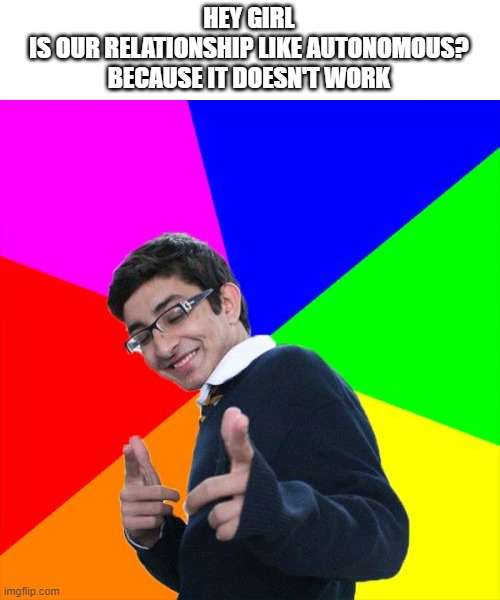 HEY GIRL
IS OUR RELATIONSHIP LIKE AUTONOMOUS?
BECAUSE IT DOESN'T WORK
imgflip.com